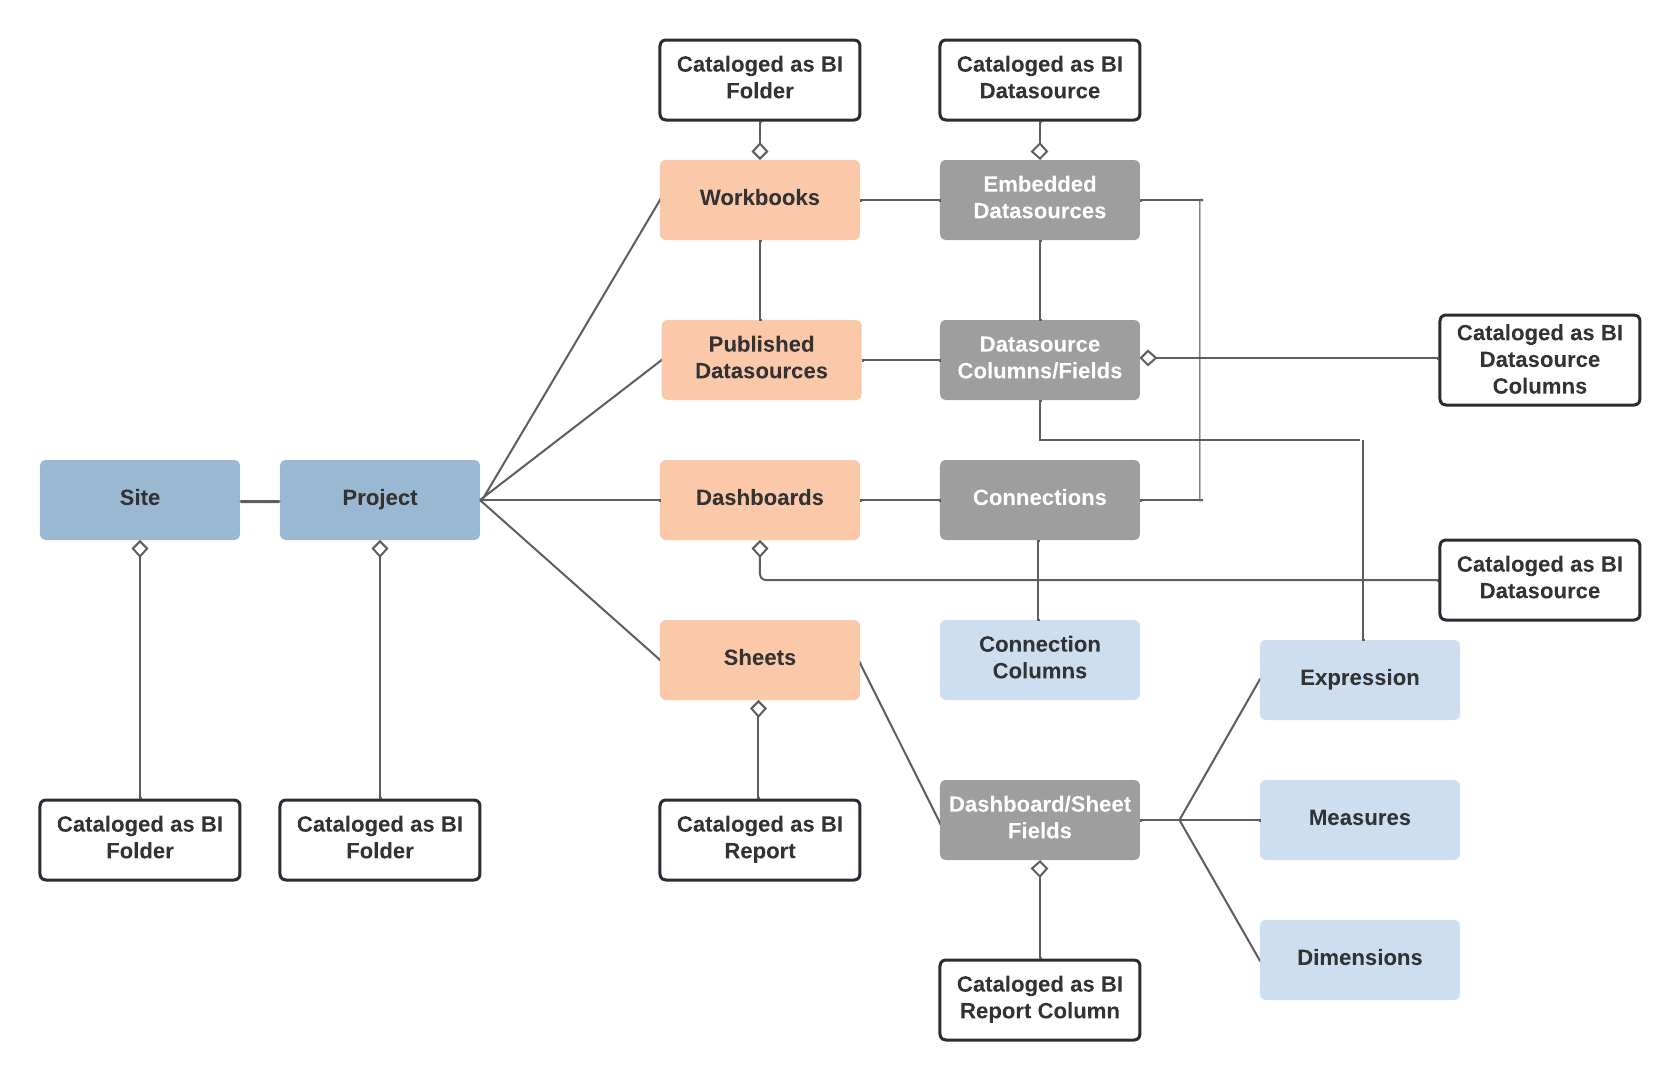 Cataloged as BI
Folder
Cataloged as BI
Datasource
Workbooks
Embedded
Datasources
Published
Datasources
Datasource
Columns/Fields
Cataloged as BI
Datasource
Columns
Site
Project
Dashboards
Connections
Cataloged as BI
Datasource
Sheets
Connection
Columns
Expression
Cataloged as BI
Folder
Cataloged as BI
Folder
Cataloged as BI
Report
Dashboard/Sheet
Fields
Measures
Dimensions
Cataloged as BI
Report Column